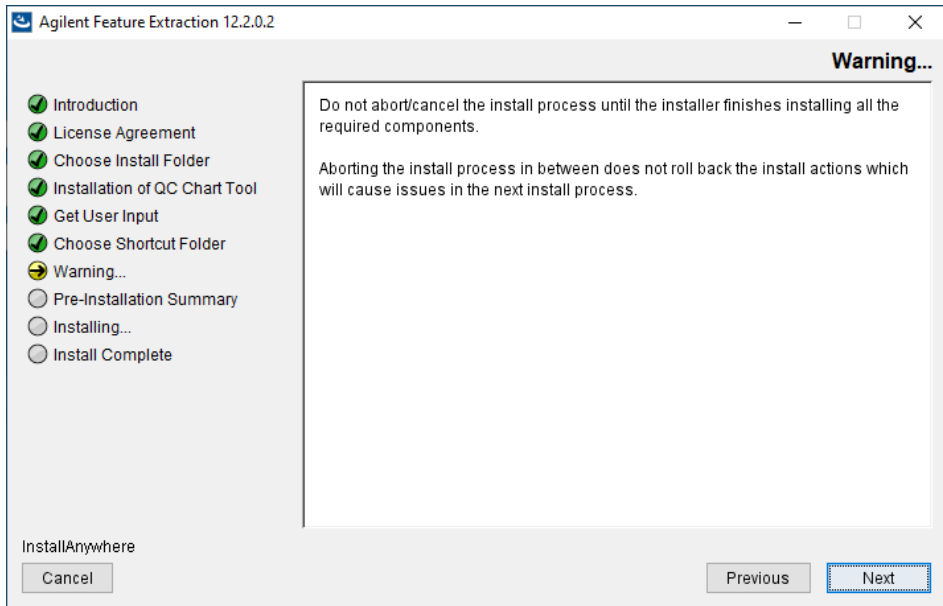 Agilent Feature Extraction 12.2.0.2
Warning...
Introduction
License Agreement
Choose Install Folder
Installation of QC Chart Tool
Get User Input
Choose Shortcut Folder
Warning...
Pre-Installation Summary
Installing...
Install Complete
Do not abort/cancel the install process until the installer finishes installing all the
required components.
Aborting the install process in between does not roll back the install actions which
will cause issues in the next install process.
InstallAnywhere
Cancel
Previous
Next